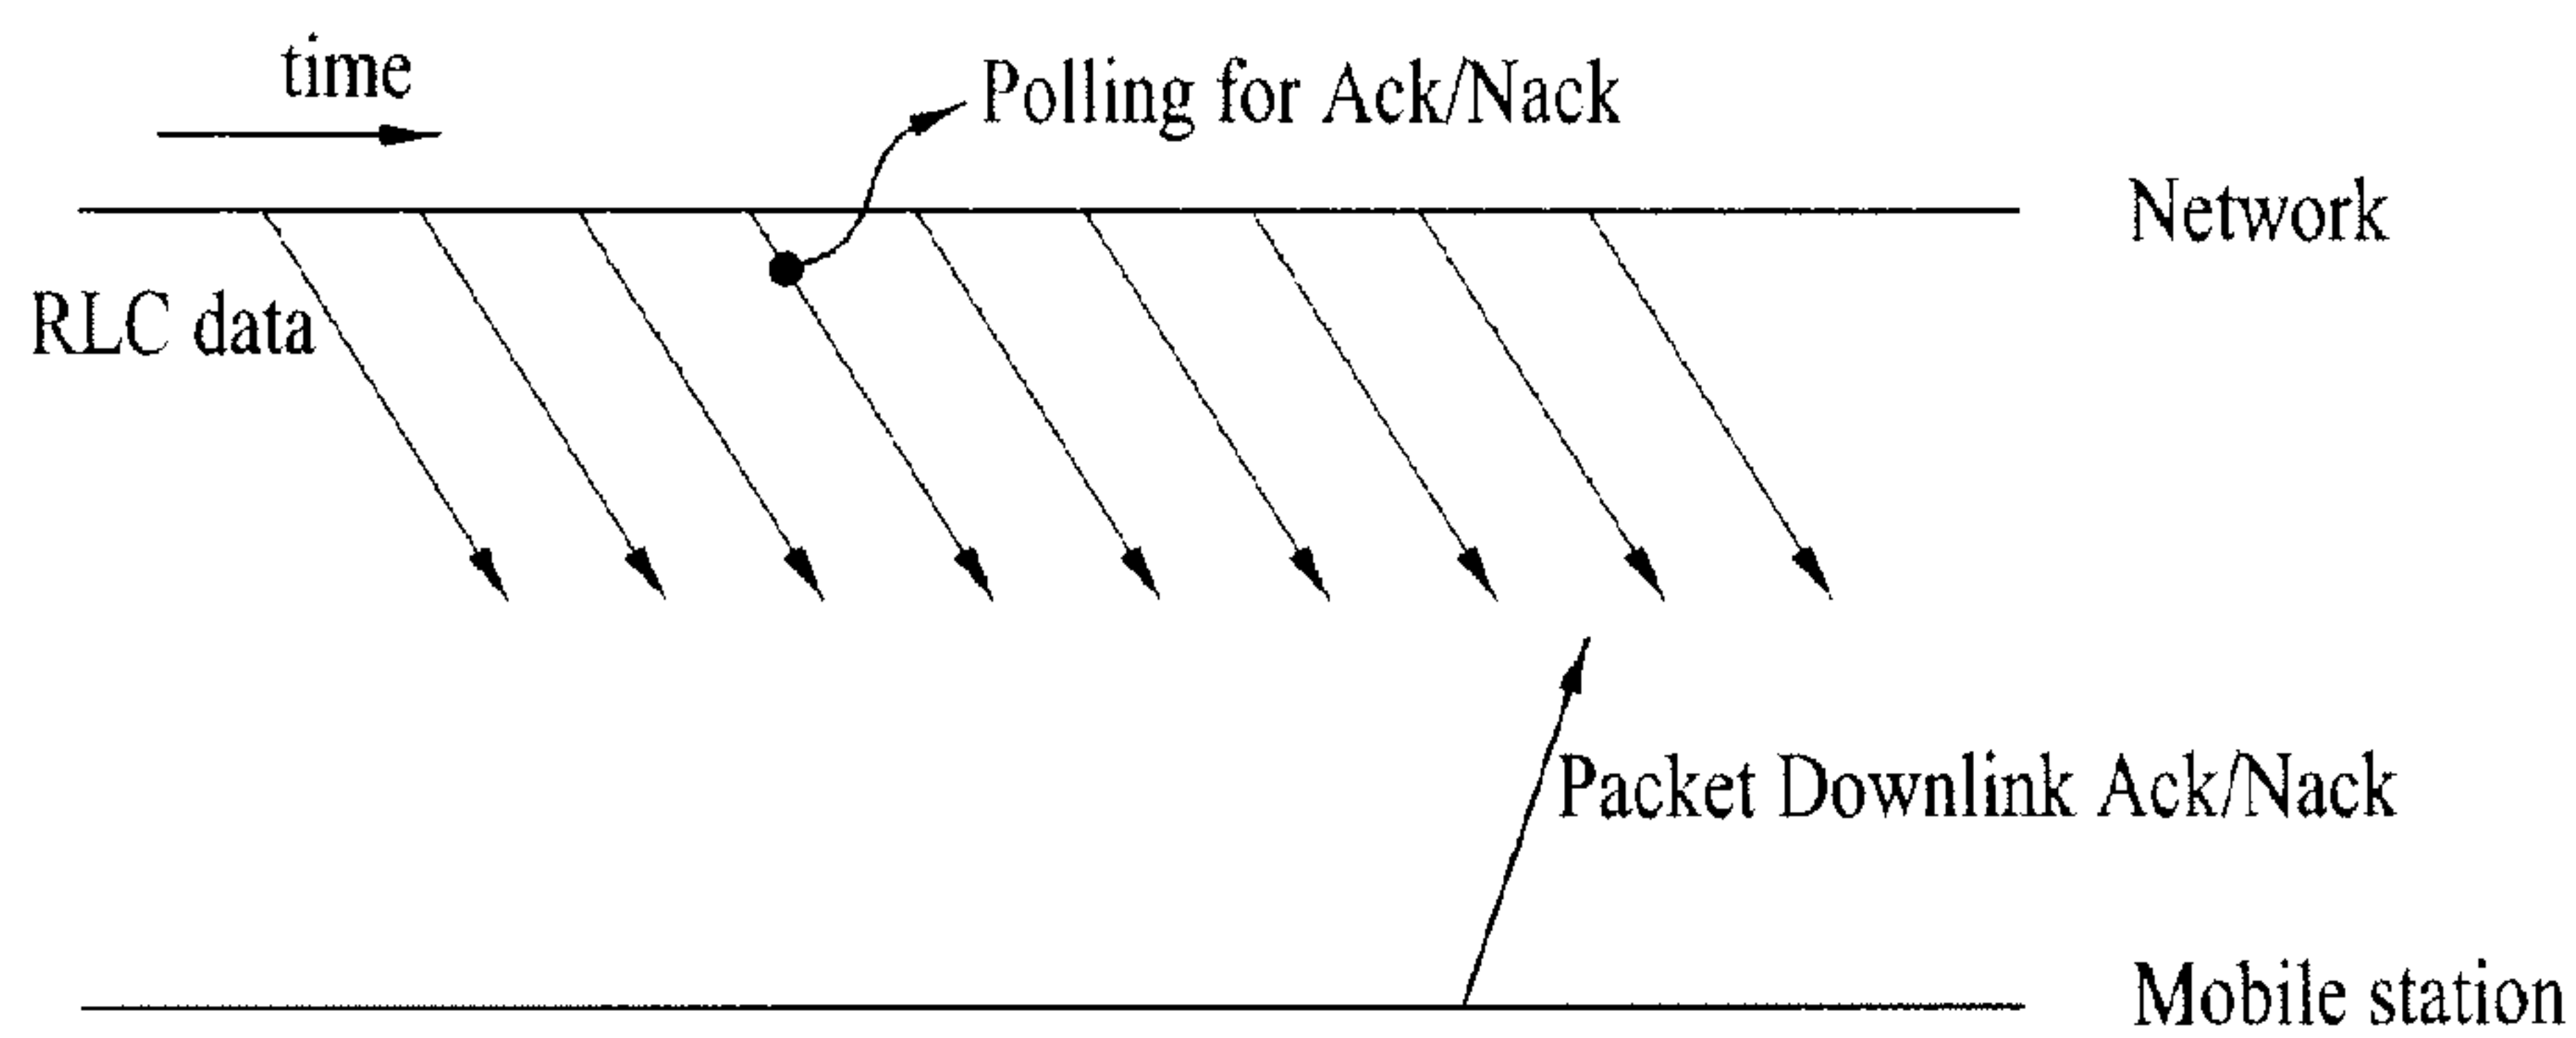 time
Polling for Ack/Nack
Network
RLC data
Packet Downlink Ack/Nack
Mobile station